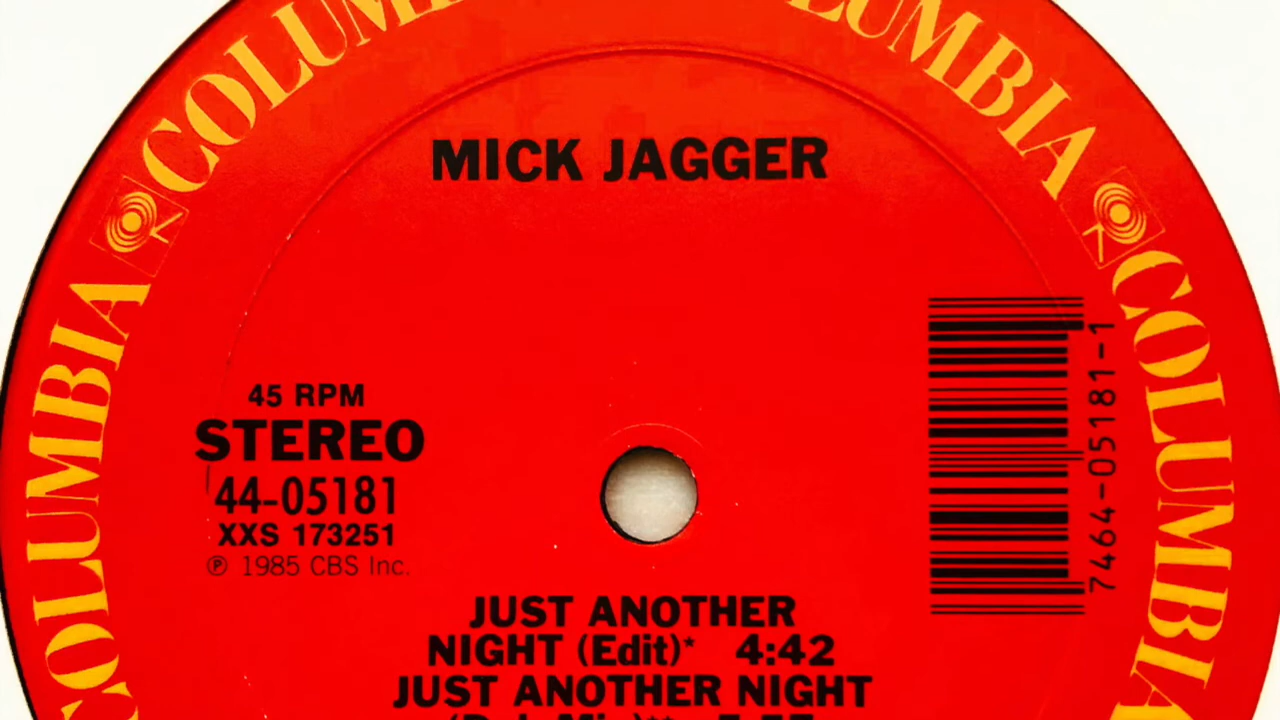 COLUMBIA
COLUMBIA
COLUMBIA
COLUMBIA
MICK JAGGER
45 RPM
STEREO
44-05181
XXS 173251
℗ 1985 CBS Inc.
7464-05181-1
JUST ANOTHER
NIGHT (Edit)* 4:42
JUST ANOTHER NIGHT